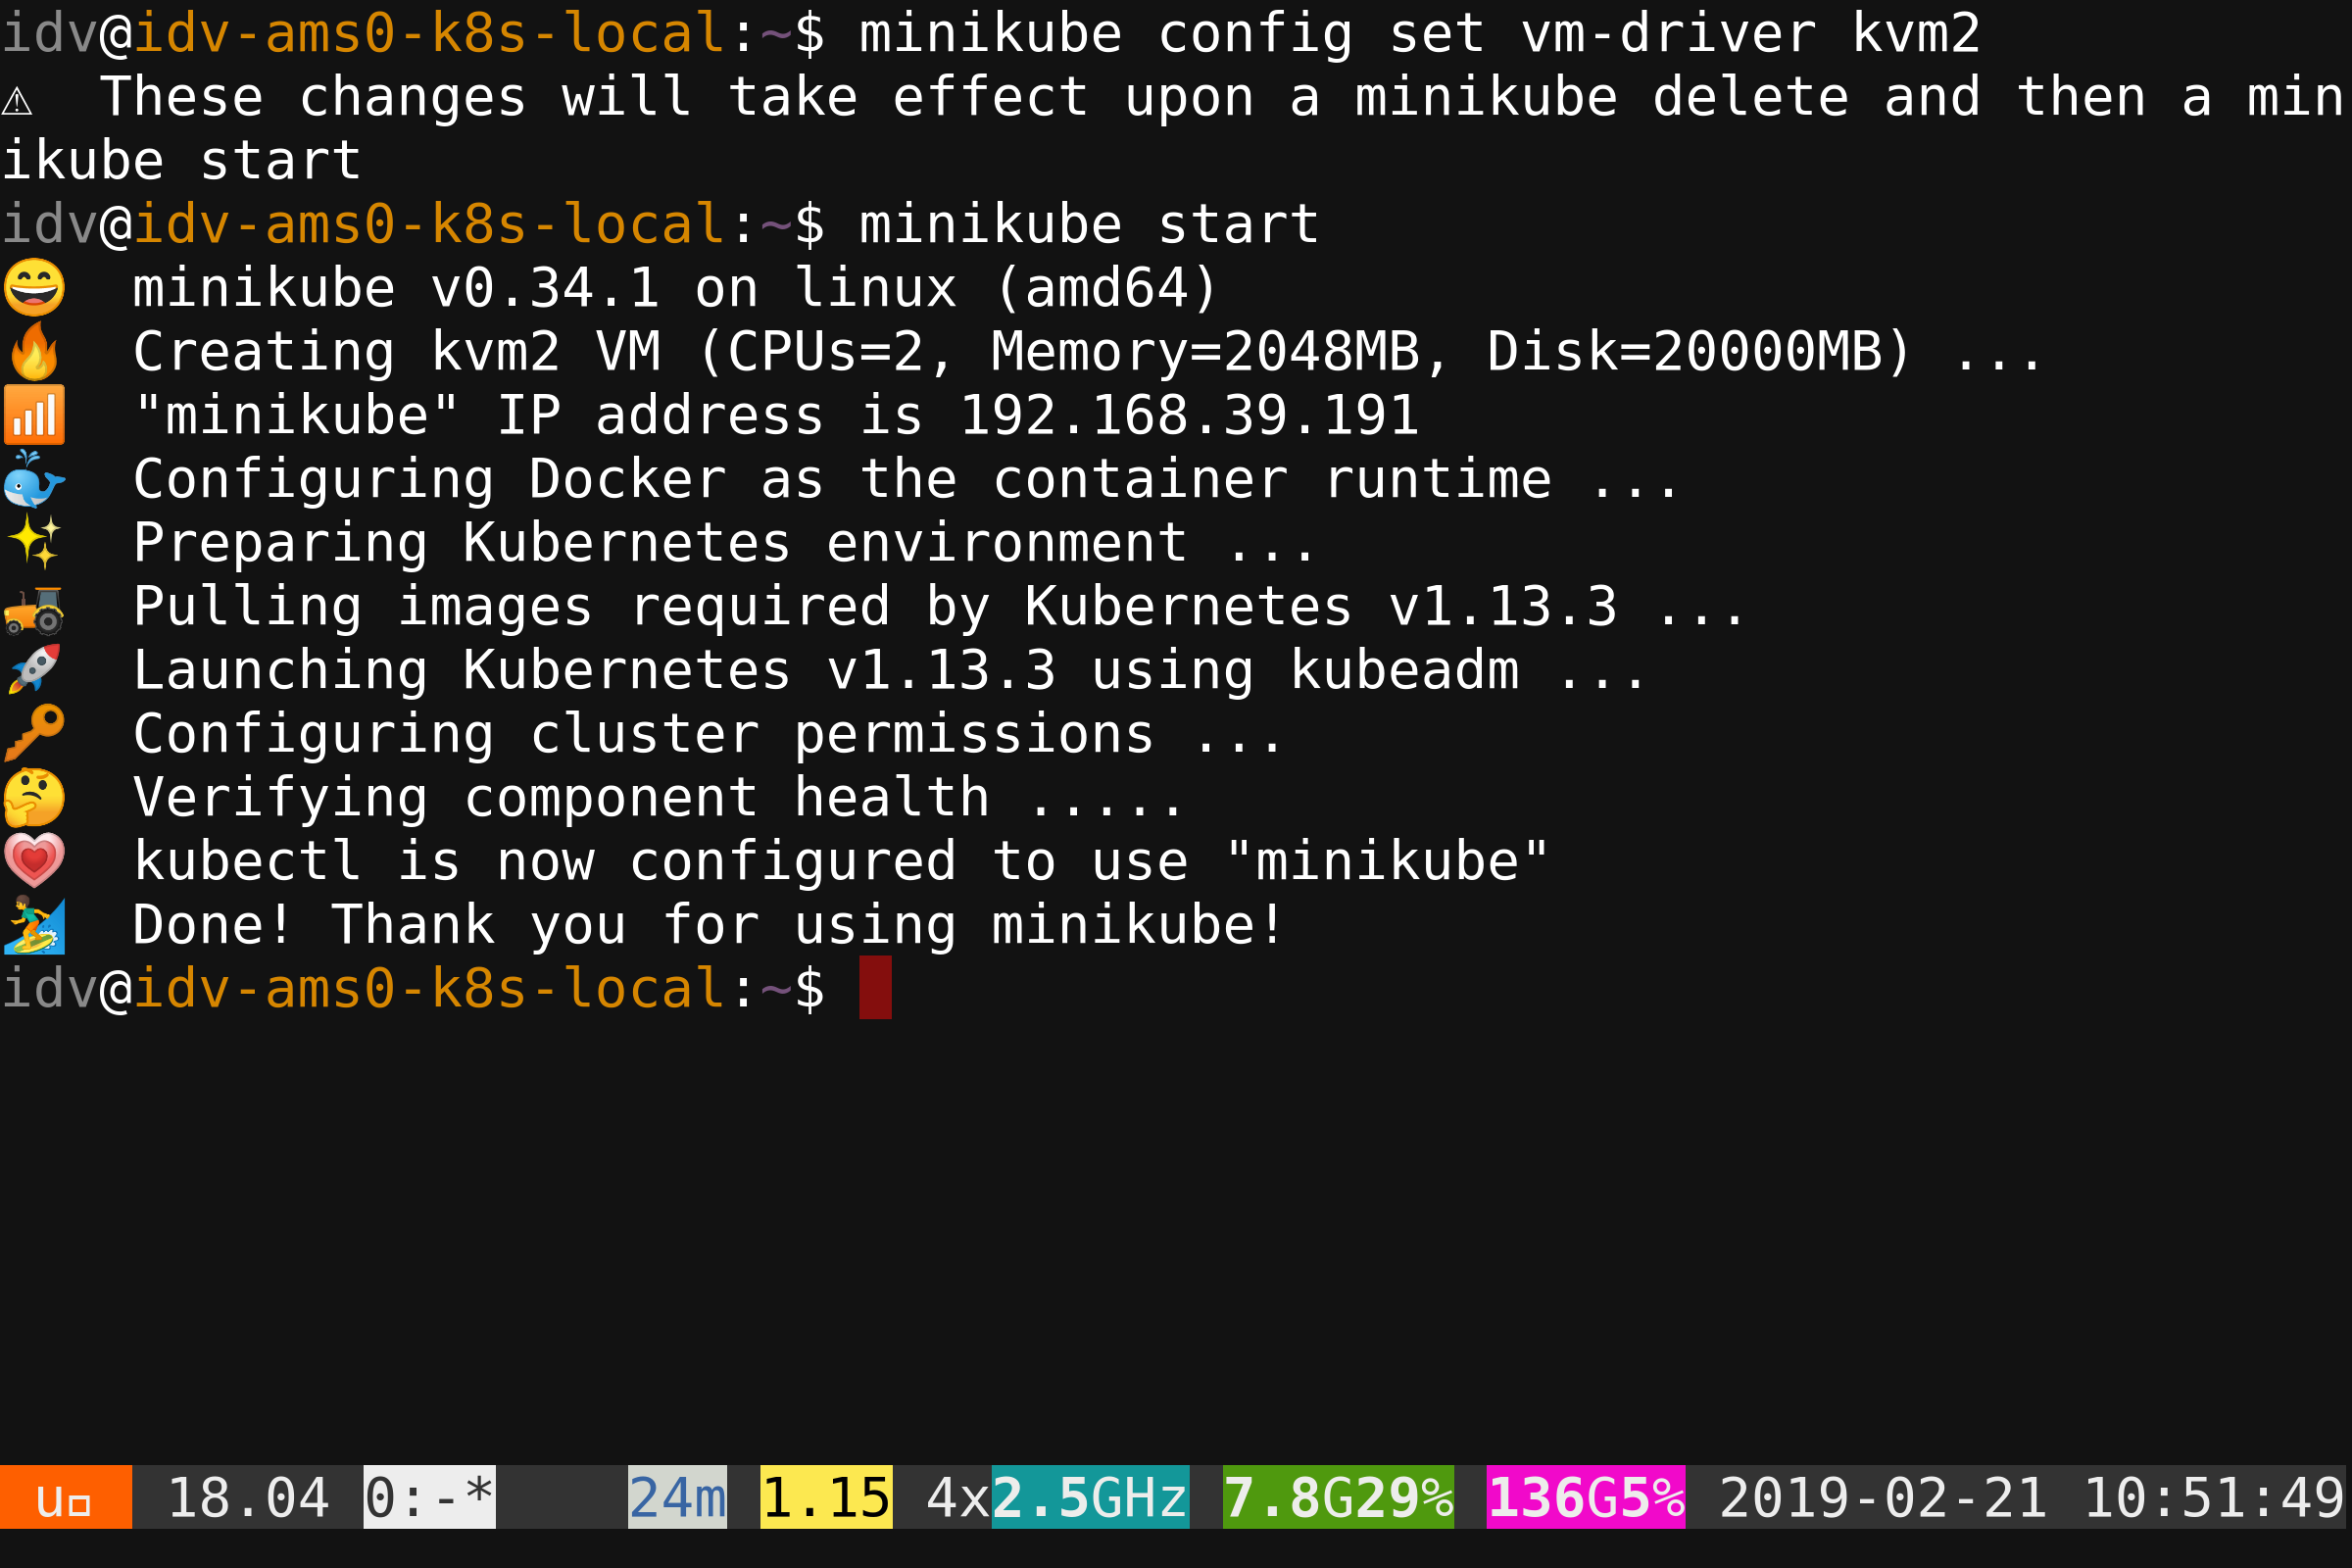 idv@idv-ams0-k8s-local:~$ minikube config set vm-driver kvm2
⚠  These changes will take effect upon a minikube delete and then a min
ikube start
idv@idv-ams0-k8s-local:~$ minikube start
😄  minikube v0.34.1 on linux (amd64)
🔥  Creating kvm2 VM (CPUs=2, Memory=2048MB, Disk=20000MB) ...
📶  "minikube" IP address is 192.168.39.191
🐳  Configuring Docker as the container runtime ...
✨  Preparing Kubernetes environment ...
🚜  Pulling images required by Kubernetes v1.13.3 ...
🚀  Launching Kubernetes v1.13.3 using kubeadm ...
🔑  Configuring cluster permissions ...
🤔  Verifying component health .....
💗  kubectl is now configured to use "minikube"
🏄  Done! Thank you for using minikube!
idv@idv-ams0-k8s-local:~$
u 18.04 0:-* 24m 1.15 4x2.5GHz 7.8G29% 136G5% 2019-02-21 10:51:49